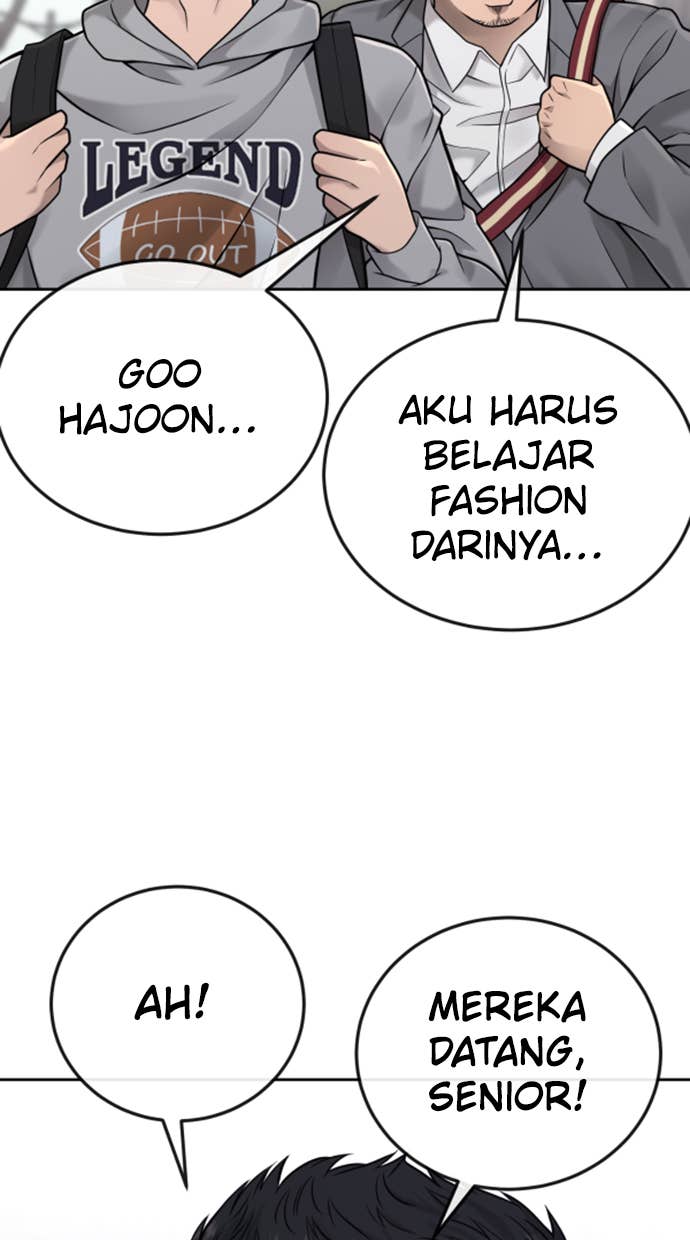 LEGEND
GO OUT
GOO
HAJOON...
AKU HARUS
BELAJAR
FASHION
DARINYA...
AH!
MEREKA
DATANG,
SENIOR!